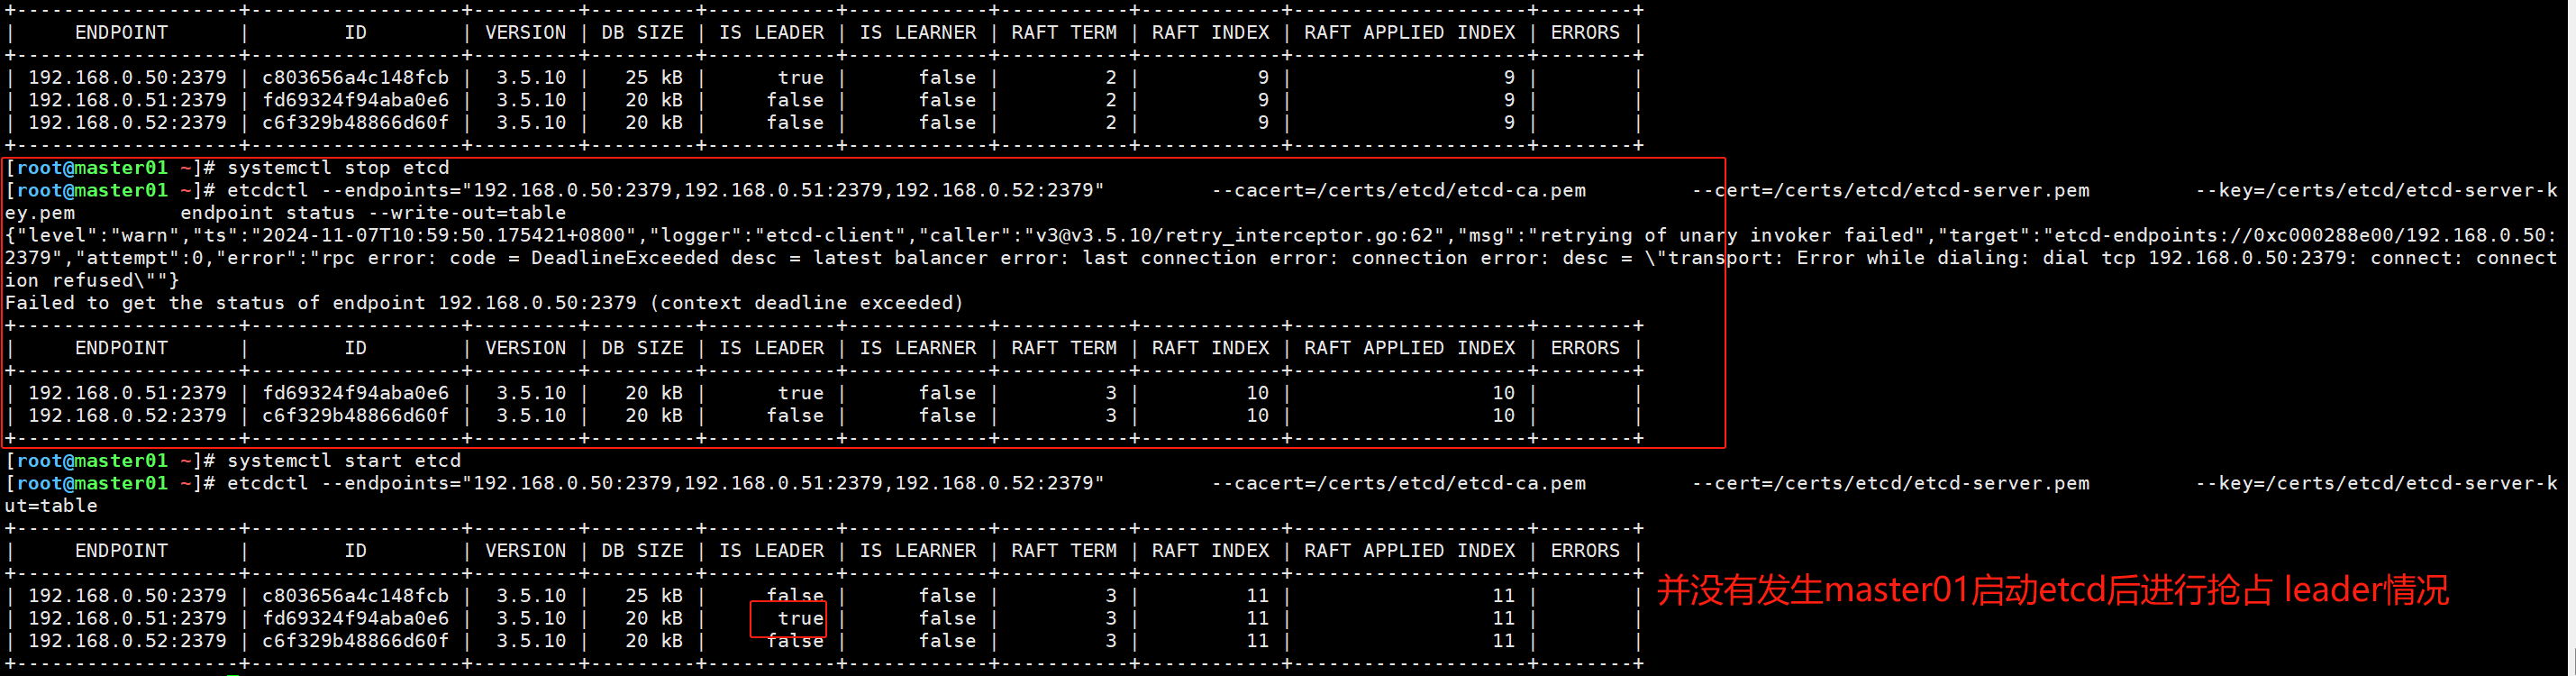 +-------------------+------------------+---------+---------+-----------+------------+-----------+------------+--------------------+--------+
|     ENDPOINT      |        ID        | VERSION | DB SIZE | IS LEADER | IS LEARNER | RAFT TERM | RAFT INDEX | RAFT APPLIED INDEX | ERRORS |
+-------------------+------------------+---------+---------+-----------+------------+-----------+------------+--------------------+--------+
| 192.168.0.50:2379 | c803656a4c148fcb |  3.5.10 |   25 kB |      true |      false |         2 |          9 |                  9 |        |
| 192.168.0.51:2379 | fd69324f94aba0e6 |  3.5.10 |   20 kB |     false |      false |         2 |          9 |                  9 |        |
| 192.168.0.52:2379 | c6f329b48866d60f |  3.5.10 |   20 kB |     false |      false |         2 |          9 |                  9 |        |
+-------------------+------------------+---------+---------+-----------+------------+-----------+------------+--------------------+--------+
[root@master01 ~]# systemctl stop etcd
[root@master01 ~]# etcdctl --endpoints="192.168.0.50:2379,192.168.0.51:2379,192.168.0.52:2379"         --cacert=/certs/etcd/etcd-ca.pem         --cert=/certs/etcd/etcd-server.pem         --key=/certs/etcd/etcd-server-k
ey.pem         endpoint status --write-out=table
{"level":"warn","ts":"2024-11-07T10:59:50.175421+0800","logger":"etcd-client","caller":"v3@v3.5.10/retry_interceptor.go:62","msg":"retrying of unary invoker failed","target":"etcd-endpoints://0xc000288e00/192.168.0.50:
2379","attempt":0,"error":"rpc error: code = DeadlineExceeded desc = latest balancer error: last connection error: connection error: desc = \"transport: Error while dialing: dial tcp 192.168.0.50:2379: connect: connect
ion refused\""}
Failed to get the status of endpoint 192.168.0.50:2379 (context deadline exceeded)
+-------------------+------------------+---------+---------+-----------+------------+-----------+------------+--------------------+--------+
|     ENDPOINT      |        ID        | VERSION | DB SIZE | IS LEADER | IS LEARNER | RAFT TERM | RAFT INDEX | RAFT APPLIED INDEX | ERRORS |
+-------------------+------------------+---------+---------+-----------+------------+-----------+------------+--------------------+--------+
| 192.168.0.51:2379 | fd69324f94aba0e6 |  3.5.10 |   20 kB |      true |      false |         3 |         10 |                 10 |        |
| 192.168.0.52:2379 | c6f329b48866d60f |  3.5.10 |   20 kB |     false |      false |         3 |         10 |                 10 |        |
+-------------------+------------------+---------+---------+-----------+------------+-----------+------------+--------------------+--------+
[root@master01 ~]# systemctl start etcd
[root@master01 ~]# etcdctl --endpoints="192.168.0.50:2379,192.168.0.51:2379,192.168.0.52:2379"         --cacert=/certs/etcd/etcd-ca.pem         --cert=/certs/etcd/etcd-server.pem         --key=/certs/etcd/etcd-server-k
ut=table
+-------------------+------------------+---------+---------+-----------+------------+-----------+------------+--------------------+--------+
|     ENDPOINT      |        ID        | VERSION | DB SIZE | IS LEADER | IS LEARNER | RAFT TERM | RAFT INDEX | RAFT APPLIED INDEX | ERRORS |
+-------------------+------------------+---------+---------+-----------+------------+-----------+------------+--------------------+--------+
| 192.168.0.50:2379 | c803656a4c148fcb |  3.5.10 |   25 kB |     false |      false |         3 |         11 |                 11 |        |
并没有发生master01启动etcd后进行抢占 leader情况
| 192.168.0.51:2379 | fd69324f94aba0e6 |  3.5.10 |   20 kB |      true |      false |         3 |         11 |                 11 |        |
| 192.168.0.52:2379 | c6f329b48866d60f |  3.5.10 |   20 kB |     false |      false |         3 |         11 |                 11 |        |
+-------------------+------------------+---------+---------+-----------+------------+-----------+------------+--------------------+--------+